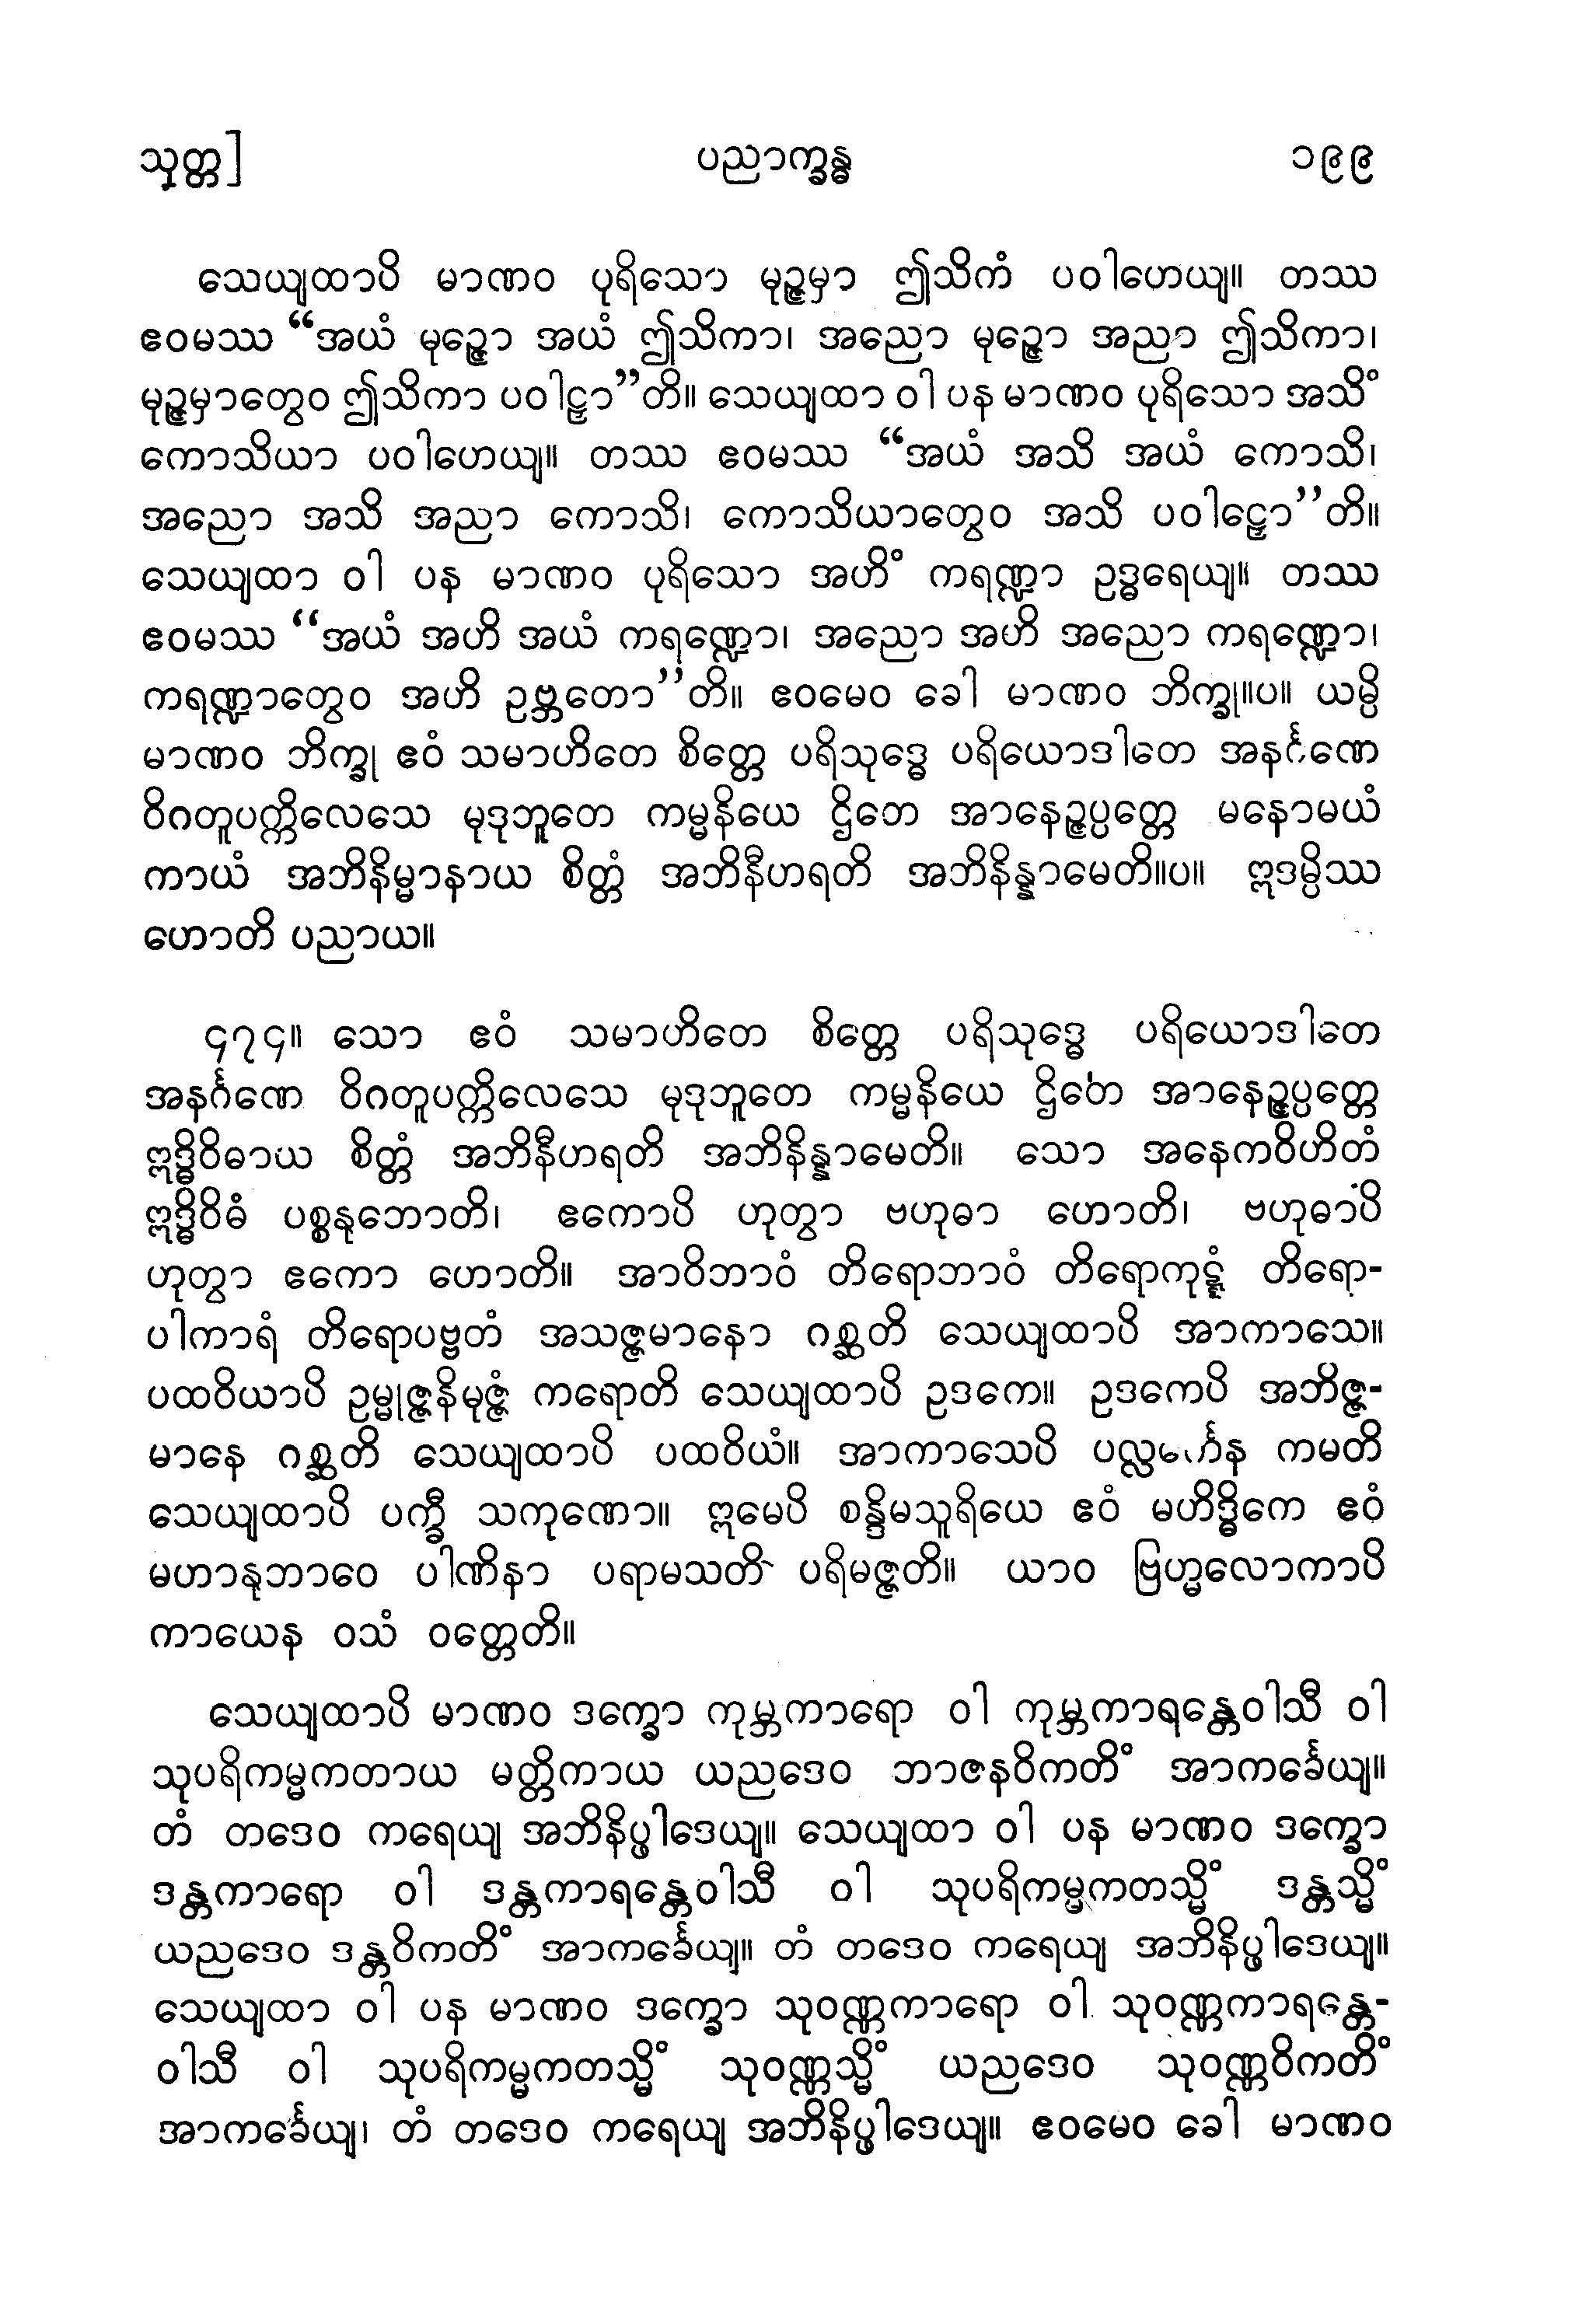 သုတ္တ]
ပညာက္ခန္ဓ
၁၉၉
သေယျထာပိ မာဏဝ ပုရိသော မုဉ္ဇမှာ ဤသိကံ ပဝါဟေယျ။ တဿ
ဧဝမဿ “အယံ မုဉ္ဇော အယံ ဤသိကာ၊ အညော မုဉ္ဇော အညာ ဤသိကာ၊
မုဉ္ဇမှာတွေဝ ဤသိကာ ပဝါဠှာ”တိ။ သေယျထာ ဝါ ပန မာဏဝ ပုရိသော အသိံ
ကောသိယာ ပဝါဟေယျ။ တဿ ဧဝမဿ “အယံ အသိ အယံ ကောသိ၊
အညော အသိ အညာ ကောသိ၊ ကောသိယာတွေဝ အသိ ပဝါဠှော”တိ။
သေယျထာ ဝါ ပန မာဏဝ ပုရိသော အဟိံ ကရဏ္ဍာ ဥဒ္ဓရေယျ။ တဿ
ဧဝမဿ “အယံ အဟိ အယံ ကရဏ္ဍော၊ အညော အဟိ အညော ကရဏ္ဍော၊
ကရဏ္ဍာတွေဝ အဟိ ဥဗ္ဘတော”တိ။ ဧဝမေဝ ခေါ မာဏဝ ဘိက္ခု။ပ။ ယမ္ပိ
မာဏဝ ဘိက္ခု ဧဝံ သမာဟိတေ စိတ္တေ ပရိသုဒ္ဓေ ပရိယောဒါတေ အနင်္ဂဏေ
ဝိဂတူပက္ကိလေသေ မုဒုဘူတေ ကမ္မနိယေ ဌိတေ အာနေဉ္ဇပ္ပတ္တေ မနောမယံ
ကာယံ အဘိနိမ္မာနာယ စိတ္တံ အဘိနီဟရတိ အဘိနိန္နာမေတိ။ပ။ ဣဒမ္ပိဿ
ဟောတိ ပညာယ။
၄၇၄။ သော ဧဝံ သမာဟိတေ စိတ္တေ ပရိသုဒ္ဓေ ပရိယောဒါတေ
အနင်္ဂဏေ ဝိဂတူပက္ကိလေသေ မုဒုဘူတေ ကမ္မနိယေ ဌိတေ အာနေဉ္ဇပ္ပတ္တေ
ဣဒ္ဓိဝိဓာယ စိတ္တံ အဘိနီဟရတိ အဘိနိန္နာမေတိ။ သော အနေကဝိဟိတံ
ဣဒ္ဓိဝိဓံ ပစ္စနုဘောတိ၊ ဧကောပိ ဟုတွာ ဗဟုဓာ ဟောတိ၊ ဗဟုဓာပိ
ဟုတွာ ဧကော ဟောတိ။ အာဝိဘာဝံ တိရောဘာဝံ တိရောကုဋ္ဋံ တိရော-
ပါကာရံ တိရောပဗ္ဗတံ အသဇ္ဇမာနော ဂစ္ဆတိ သေယျထာပိ အာကာသေ။
ပထဝိယာပိ ဥမ္မုဇ္ဇနိမုဇ္ဇံ ကရောတိ သေယျထာပိ ဥဒကေ။ ဥဒကေပိ အဘိဇ္ဇ-
မာနေ ဂစ္ဆတိ သေယျထာပိ ပထဝိယံ။ အာကာသေပိ ပလ္လင်္ကေန ကမတိ
သေယျထာပိ ပက္ခီ သကုဏော။ ဣမေပိ စန္ဒိမသူရိယေ ဧဝံ မဟိဒ္ဓိကေ ဧဝံ
မဟာနုဘာဝေ ပါဏိနာ ပရာမသတိ ပရိမဇ္ဇတိ။ ယာဝ ဗြဟ္မလောကာပိ
ကာယေန ဝသံ ဝတ္တေတိ။
သေယျထာပိ မာဏဝ ဒက္ခော ကုမ္ဘကာရော ဝါ ကုမ္ဘကာရန္တေဝါသီ ဝါ
သုပရိကမ္မကတာယ မတ္တိကာယ ယညဒေဝ ဘာဇနဝိကတိံ အာကင်္ခေယျ။
တံ တဒေဝ ကရေယျ အဘိနိပ္ဖါဒေယျ။ သေယျထာ ဝါ ပန မာဏဝ ဒက္ခော
ဒန္တကာရော ဝါ ဒန္တကာရန္တေဝါသီ ဝါ သုပရိကမ္မကတသ္မိံ ဒန္တသ္မိံ
ယညဒေဝ ဒန္တဝိကတိံ အာကင်္ခေယျ။ တံ တဒေဝ ကရေယျ အဘိနိပ္ဖါဒေယျ။
သေယျထာ ဝါ ပန မာဏဝ ဒက္ခော သုဝဏ္ဏကာရော ဝါ သုဝဏ္ဏကာရန္တေ-
ဝါသီ ဝါ သုပရိကမ္မကတသ္မိံ သုဝဏ္ဏသ္မိံ ယညဒေဝ သုဝဏ္ဏဝိကတိံ
အာကင်္ခေယျ၊ တံ တဒေဝ ကရေယျ အဘိနိပ္ဖါဒေယျ။ ဧဝမေဝ ခေါ မာဏဝ